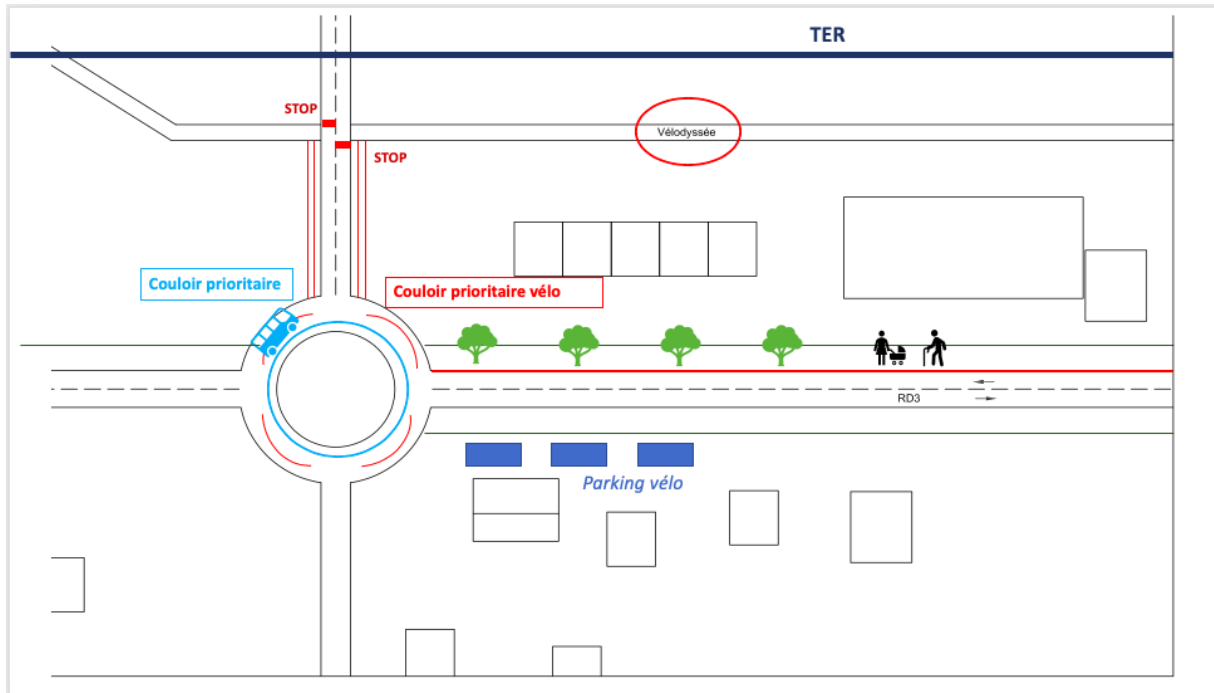 TER
STOP
Vélodyssée
STOP
Couloir prioritaire
Couloir prioritaire vélo
RD3
Parking vélo